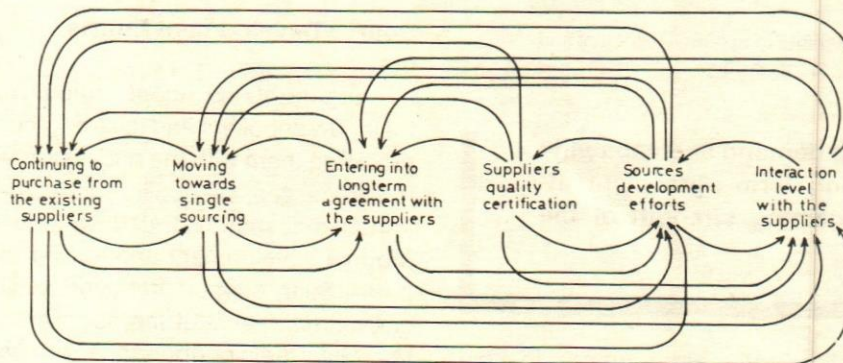 Continuing to
purchase from
the existing
suppliers
Moving
towards
single
sourcing
Entering into
longterm
agreement with
the suppliers
Suppliers
quality
certification
Sources
development
efforts
Interaction
level
with the
suppliers